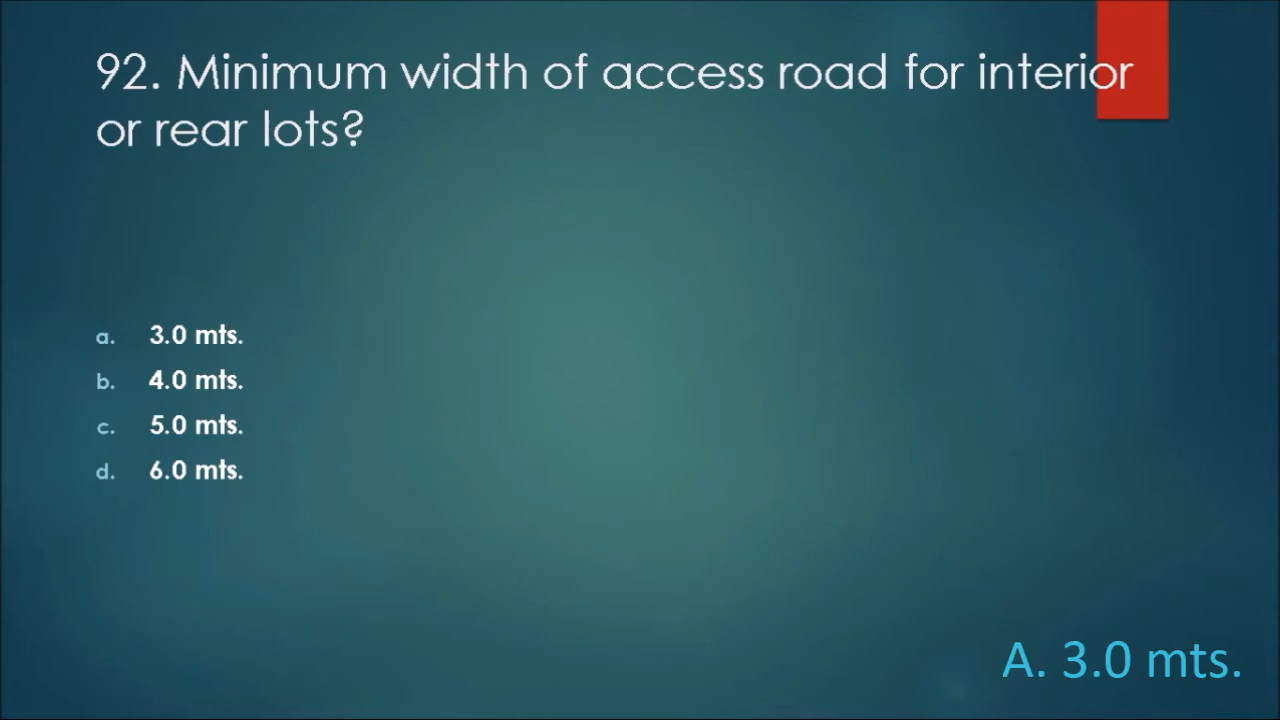 92. Minimum width of access road for interior
or rear lots?
a. 3.0 mts.
b. 4.0 mts.
c. 5.0 mts.
d. 6.0 mts.
A. 3.0 mts.